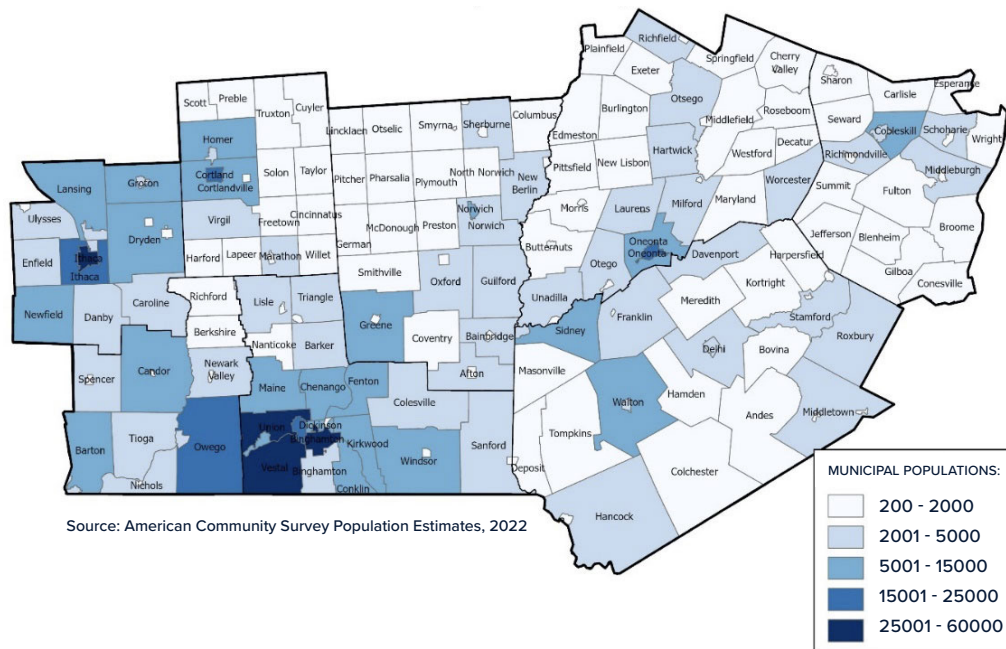 Richfield
Plainfield
Springfield
Cherry
Valley
Exeter
Sharon
Esperance
Carlisle
Scott
Preble
Otsego
Truxton
Cuyler
Burlington
Roseboom
Seward
Cobleskill
Schoharie
Wright
Lincklaen
Otselic
Smyrna
Sherburne
Columbus
Edmeston
Middlefield
Homer
Decatur
Hartwick
Westford
Richmondville
Pittsfield
New Lisbon
Middleburgh
Cortland
Cortlandville
Solon
Taylor
Pitcher
Pharsalia
Plymouth
North Norwich
New
Berlin
Worcester
Summit
Fulton
Lansing
Groton
Morris
Laurens
Milford
Maryland
Ulysses
Virgil
Freetown
Cincinnatus
McDonough
Preston
Norwich
Norwich
Jefferson
Blenheim
Broome
Dryden
German
Butternuts
Oneonta
Oneonta
Davenport
Harpersfield
Gilboa
Enfield
Ithaca
Ithaca
Harford
Lapeer
Marathon
Willet
Smithville
Otego
Conesville
Oxford
Guilford
Kortright
Unadilla
Meredith
Richford
Lisle
Triangle
Newfield
Danby
Caroline
Franklin
Stamford
Greene
Sidney
Roxbury
Berkshire
Nanticoke
Barker
Coventry
Bainbridge
Delhi
Bovina
Spencer
Candor
Newark
Valley
Maine
Chenango
Fenton
Afton
Masonville
Walton
Hamden
Colesville
Andes
Middletown
Tioga
Owego
Union
Dickinson
Binghamton
Kirkwood
Tompkins
Barton
Vestal
Binghamton
Windsor
Sanford
Deposit
Colchester
Nichols
Conklin
Hancock
Source: American Community Survey Population Estimates, 2022
MUNICIPAL POPULATIONS:
200 - 2000
2001 - 5000
5001 - 15000
15001 - 25000
25001 - 60000